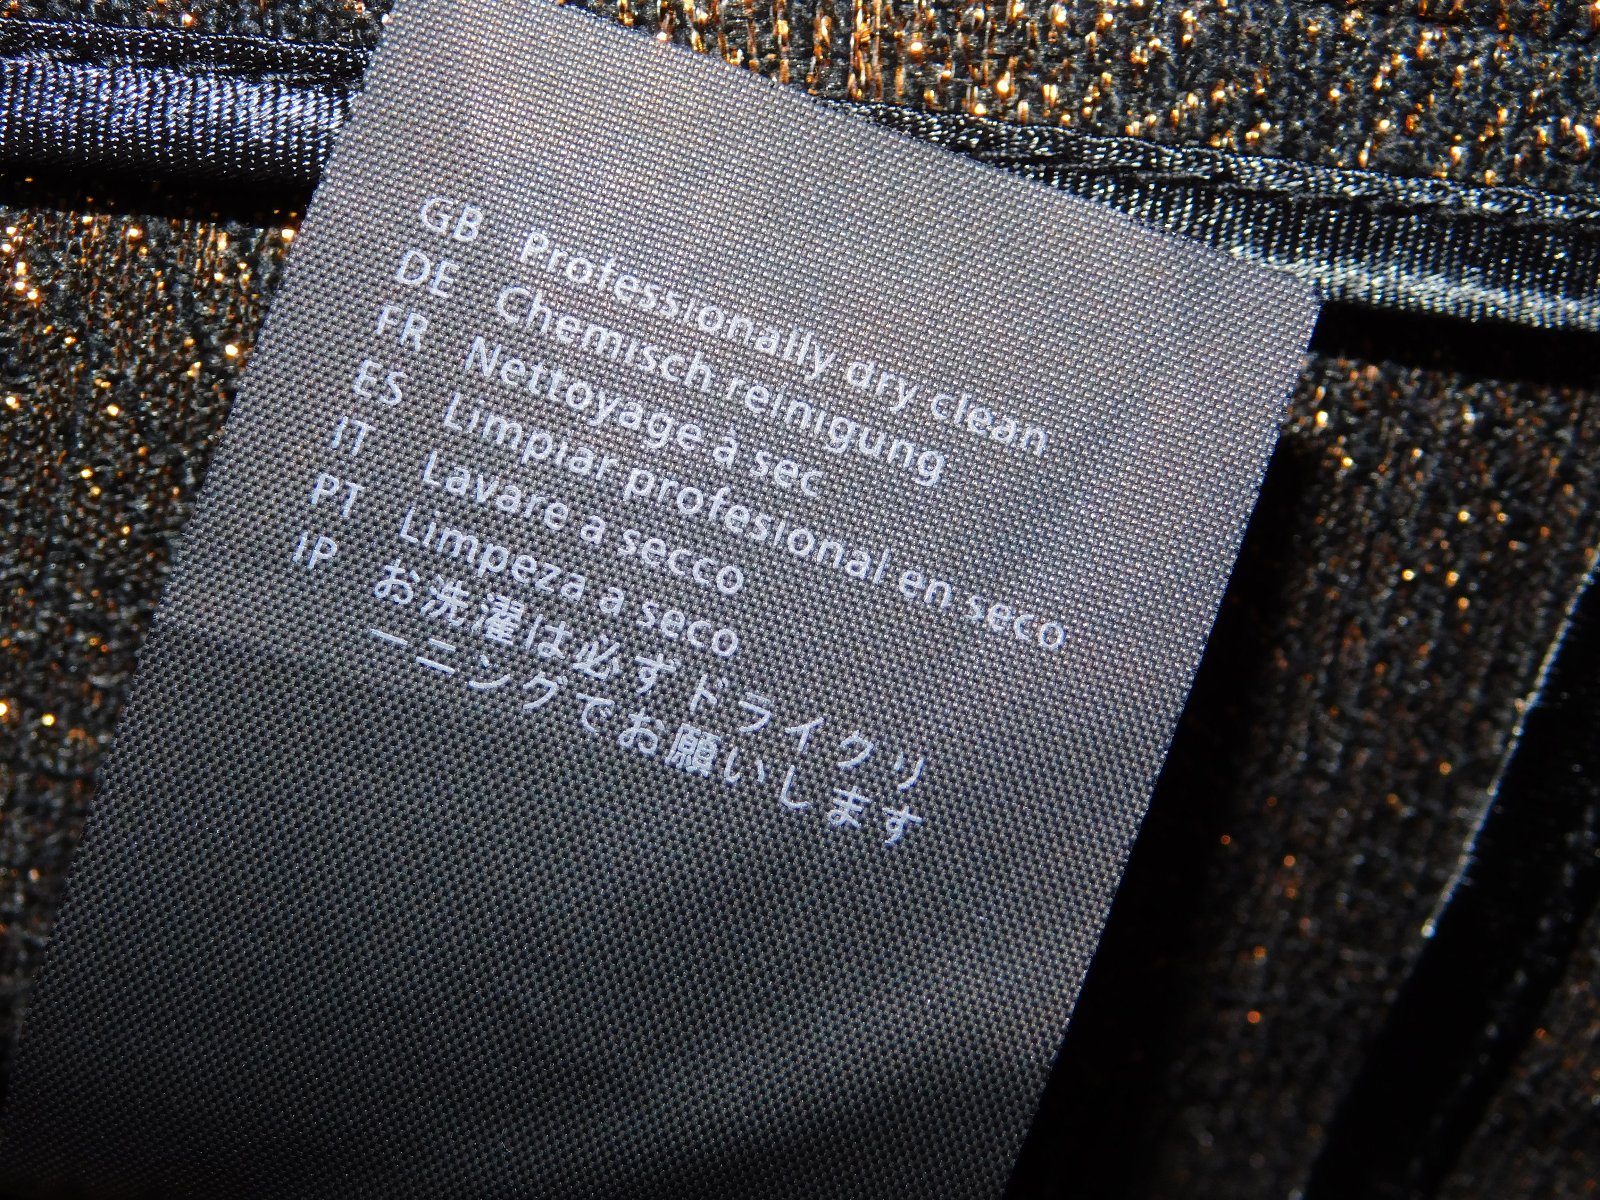 GB Professionally dry clean
DE Chemisch reinigung
FR Nettoyage a sec
ES Limpiar profesional en seco
IT Lavare a secco
PT Limpeza a seco
IP お洗濯は必ずドライクリ
ーニングでお願いします